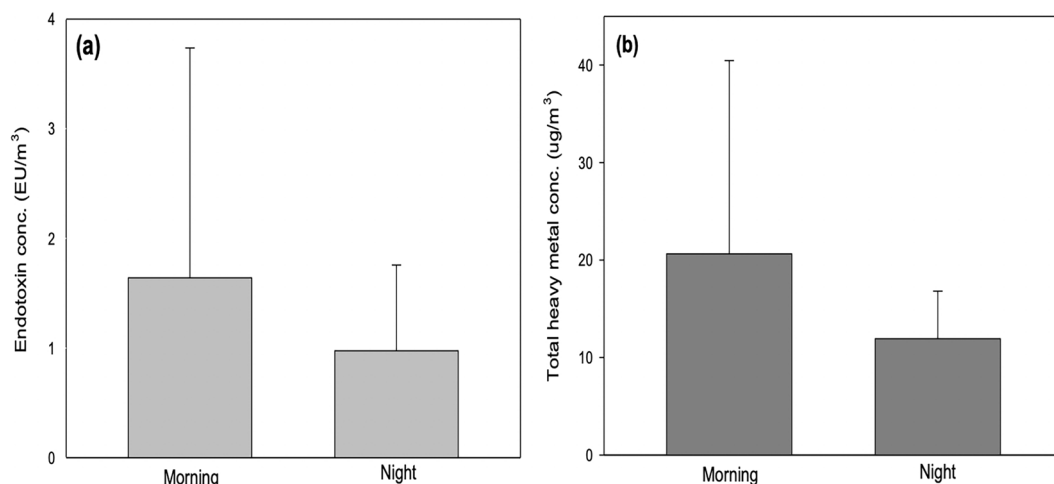 (a)
Endotoxin conc. (EU/m³)
4
3
2
1
0
Morning
Night
(b)
Total heavy metal conc. (ug/m³)
40
30
20
10
0
Morning
Night